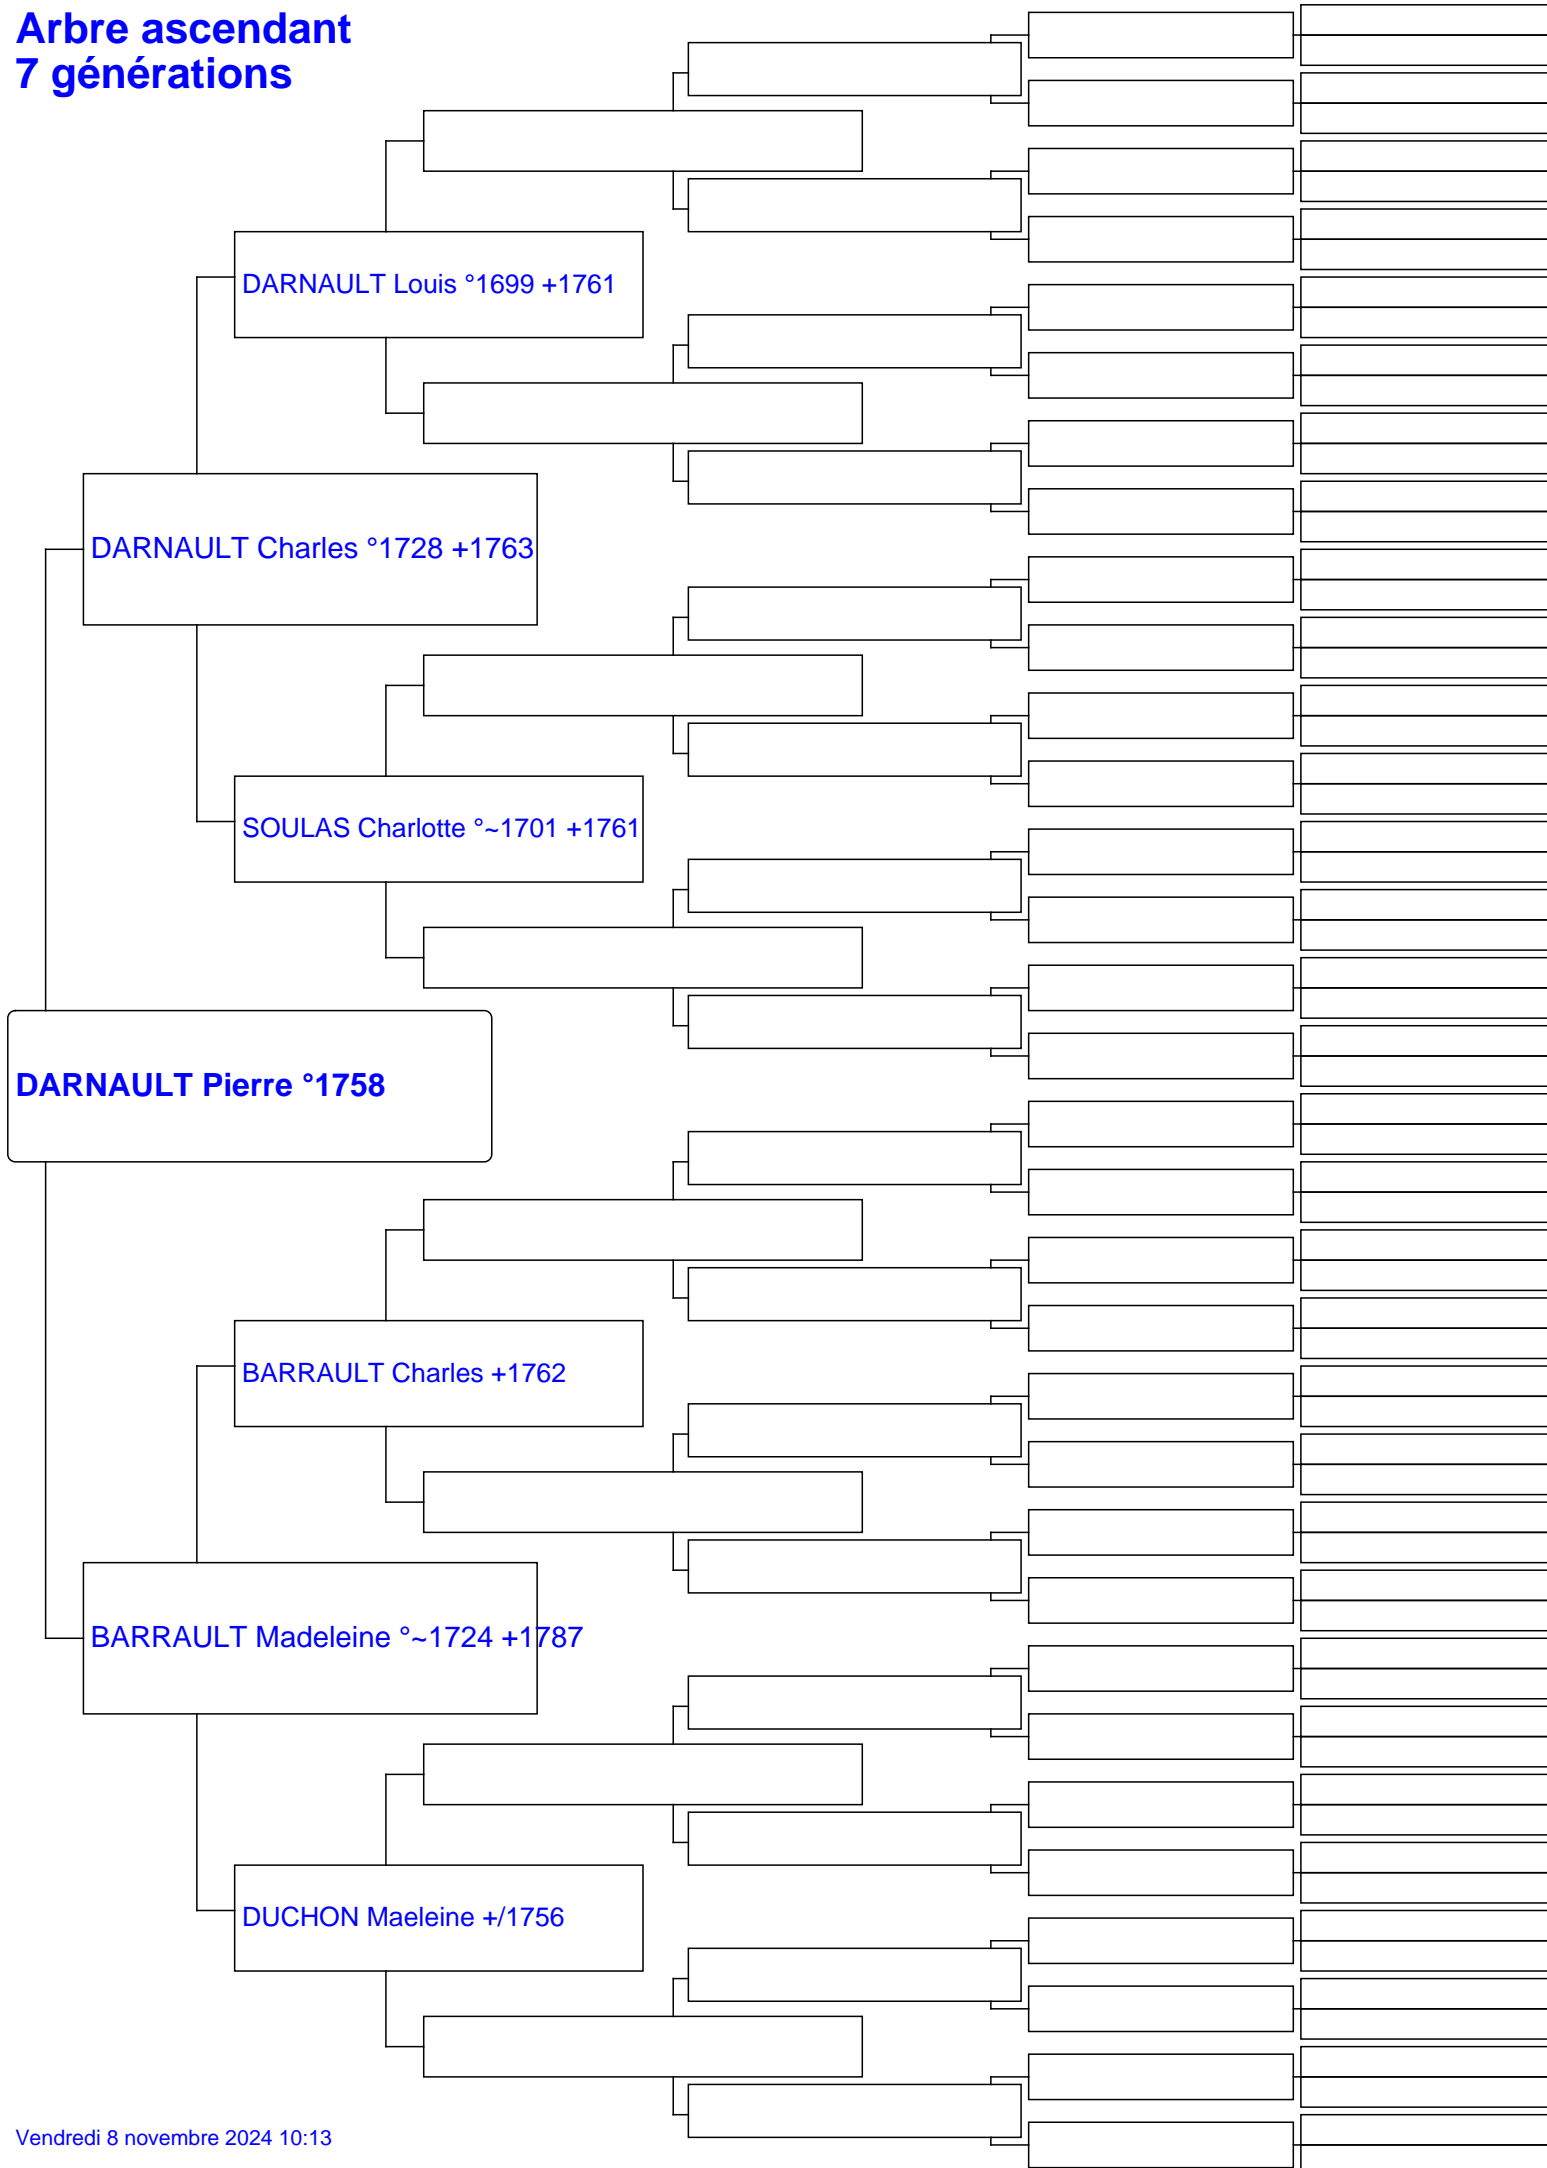 Arbre ascendant
7 générations
DARNAULT Louis °1699 +1761
DARNAULT Charles °1728 +1763
SOULAS Charlotte °~1701 +1761
DARNAULT Pierre °1758
BARRAULT Charles +1762
BARRAULT Madeleine °~1724 +1787
DUCHON Maeleine +/1756
Vendredi 8 novembre 2024 10:13